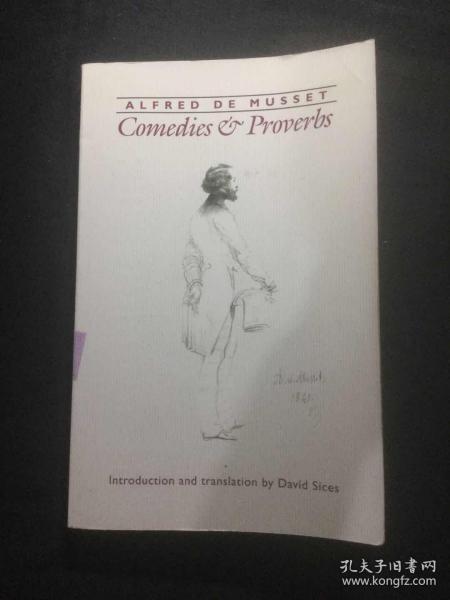 ALFRED DE MUSSET
Comedies & Proverbs
Introduction and translation by David Sices
孔夫子旧书网
www.kongfz.com